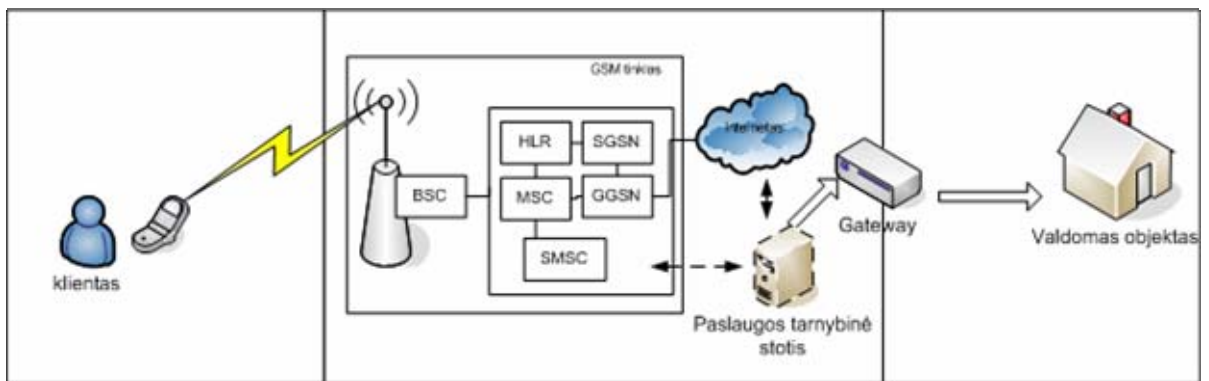 GSM tinklas
Internetas
HLR
SGSN
BSC
MSC
GGSN
SMSC
klientas
Gateway
Valdomas objektas
Paslaugos tarnybinė
stotis